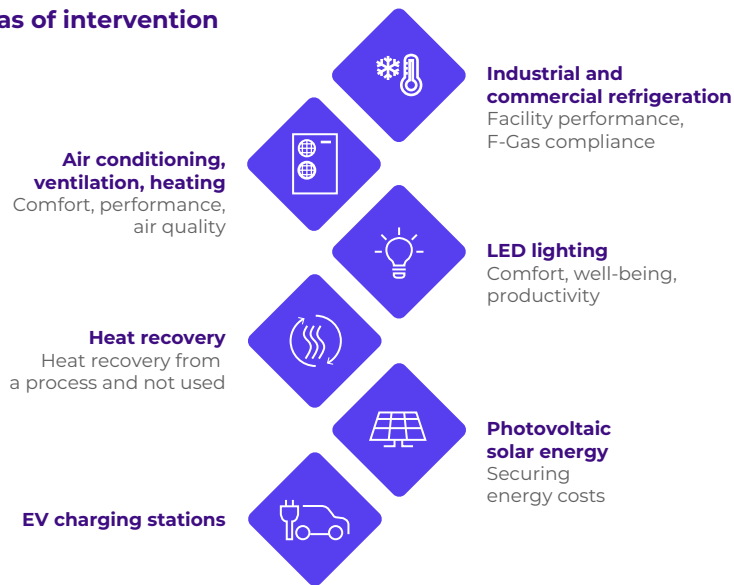 as of intervention
Industrial and
commercial refrigeration
Facility performance,
F-Gas compliance
Air conditioning,
ventilation, heating
Comfort, performance,
air quality
LED lighting
Comfort, well-being,
productivity
Heat recovery
Heat recovery from
a process and not used
Photovoltaic
solar energy
Securing
energy costs
EV charging stations